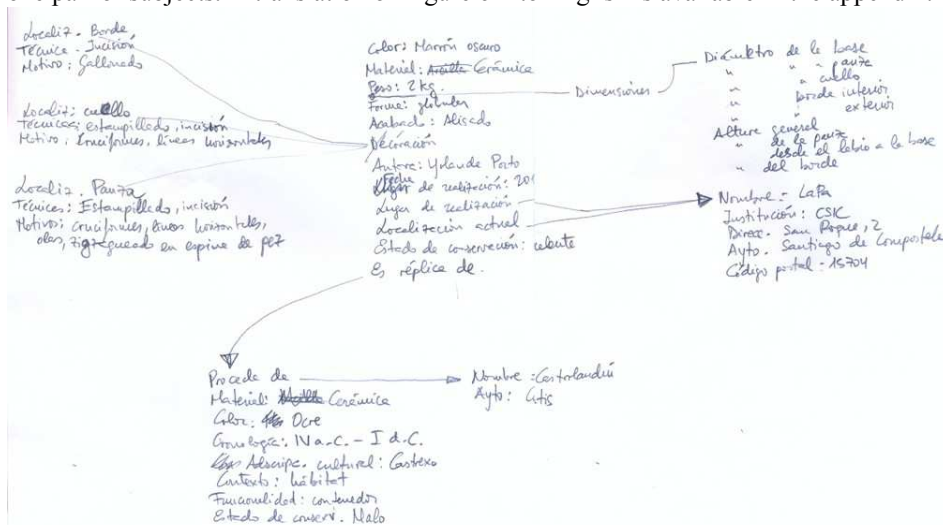 Localiz. Borde
Técnica. Incisión
Motivo: Gallonado
Localiz: cuello
Técnicas: estampillado, incisión
Motivo: cruciformes, líneas horizontales
Localiz. Panza
Técnicas: Estampillado, incisión
Motivos: cruciformes, líneas horizontales,
olas, zigzagueado en espina de pez
Color: Marrón oscuro
Material: Arcilla Cerámica
Peso: 2 kg.
Forma: globular
Acabado: Alisado
Decoración
Autora: Yolanda Porto
Fecha de realización: 201
Lugar de realización
Localización actual
Estado de conservación:
Es réplica de.
Dimensiones
Diámetro de la base
" " " panza
" " cuello
" borde interior
" " exterior
Altura general
" de la panza
" desde el labio a la base
" del borde
Nombre: LaPa
Institución: CSIC
Direc. San Roque, 2
Ayto. Santiago de Compostela
Código postal: 15704
Procede de
Material: Cerámica
Color: Ocre
Cronología: IV a.C. - I d.C.
Adscrip. cultural: Castrexo
Contexto: hábitat
Funcionalidad: contenedor
Estado de conserv. Malo
Nombre: Castrolandín
Ayto: